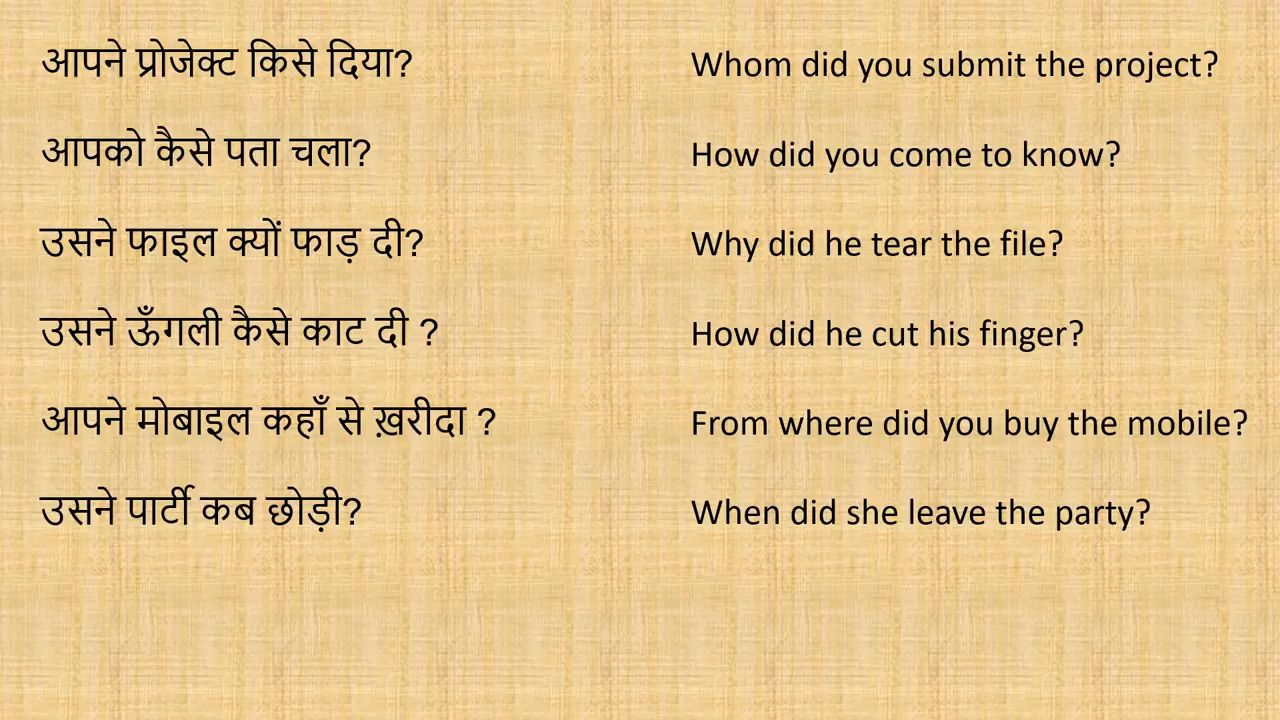 आपने प्रोजेक्ट किसे दिया? Whom did you submit the project?
आपको कैसे पता चला? How did you come to know?
उसने फाइल क्यों फाड़ दी? Why did he tear the file?
उसने ऊँगली कैसे काट दी ? How did he cut his finger?
आपने मोबाइल कहाँ से ख़रीदा ? From where did you buy the mobile?
उसने पार्टी कब छोड़ी? When did she leave the party?